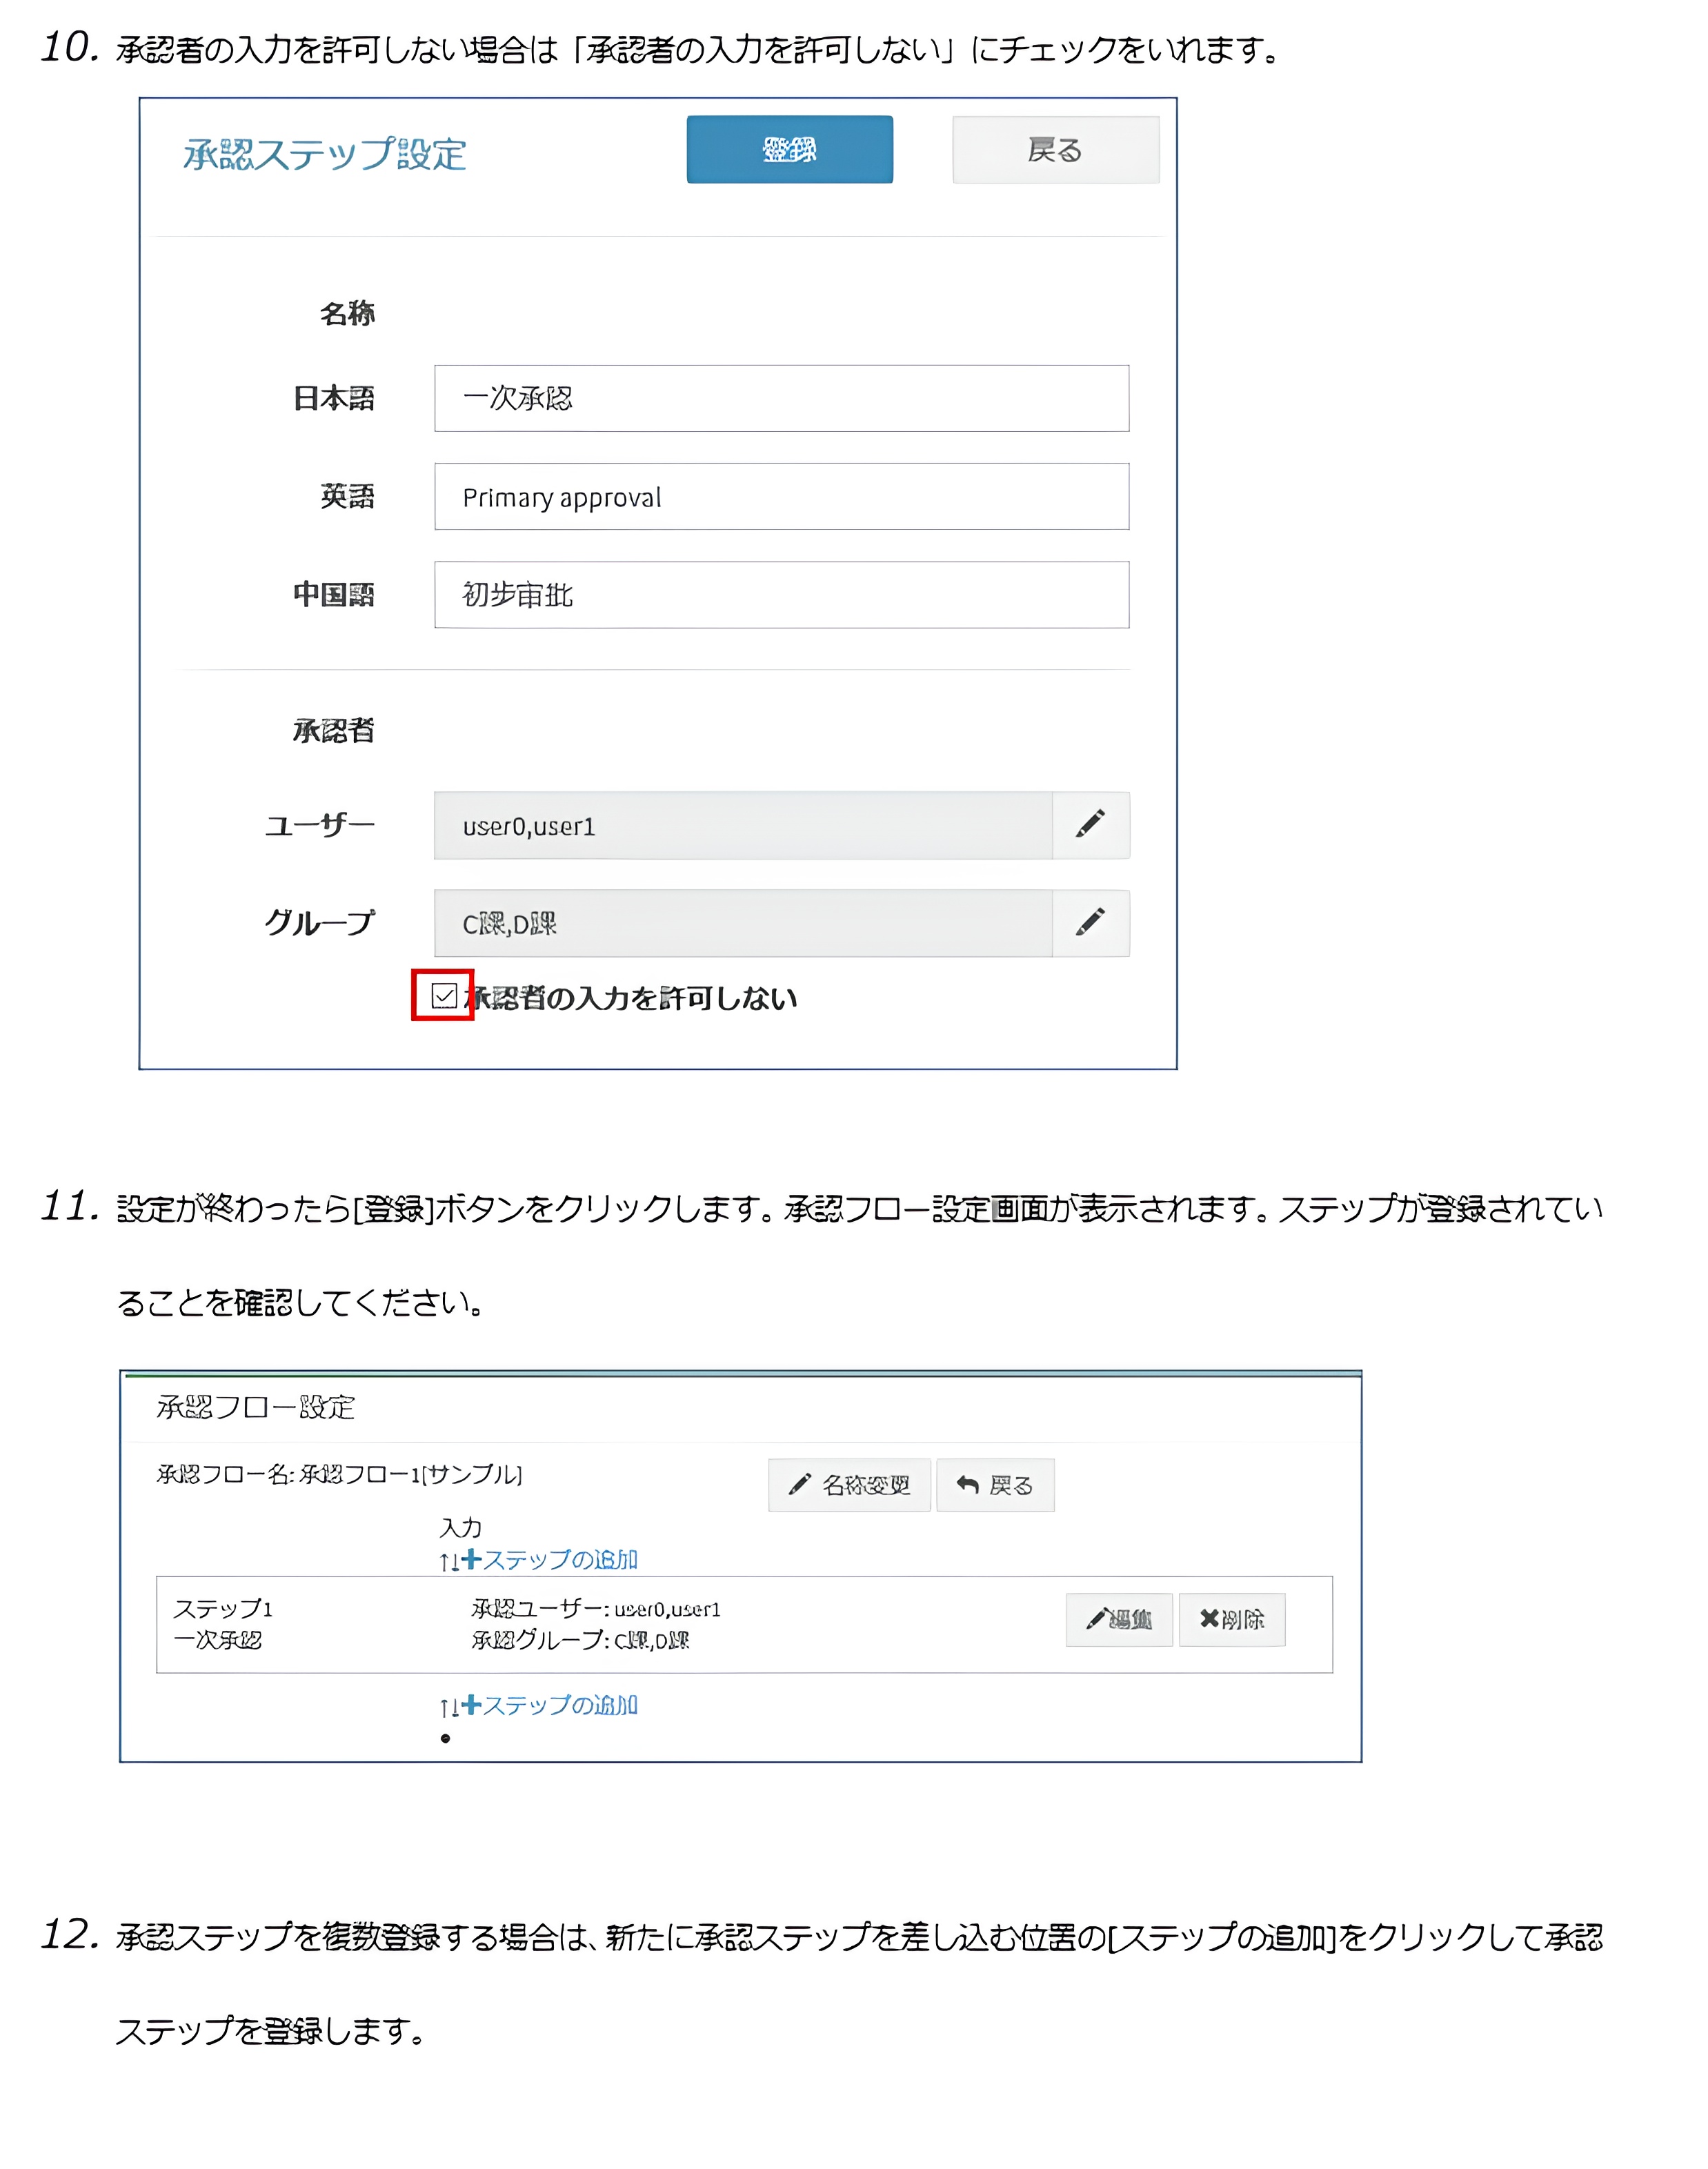 10. 承認者の入力を許可しない場合は「承認者の入力を許可しない」にチェックをいれます。
承認ステップ設定 登録 戻る
名称
日本語 一次承認
英語 Primary approval
中国語 初步审批
承認者
ユーザー user0,user1
グループ C課,D課
承認者の入力を許可しない
11. 設定が終わったら[登録]ボタンをクリックします。承認フロー設定画面が表示されます。ステップが登録されてい
ることを確認してください。
承認フロー設定
承認フロー名: 承認フロー1[サンプル] 名称変更 戻る
入力
↑↓+ステップの追加
ステップ1 承認ユーザー: user0,user1 編集 削除
一次承認 承認グループ: C課,D課
↑↓+ステップの追加
12. 承認ステップを複数登録する場合は、新たに承認ステップを差し込む位置の[ステップの追加]をクリックして承認
ステップを登録します。